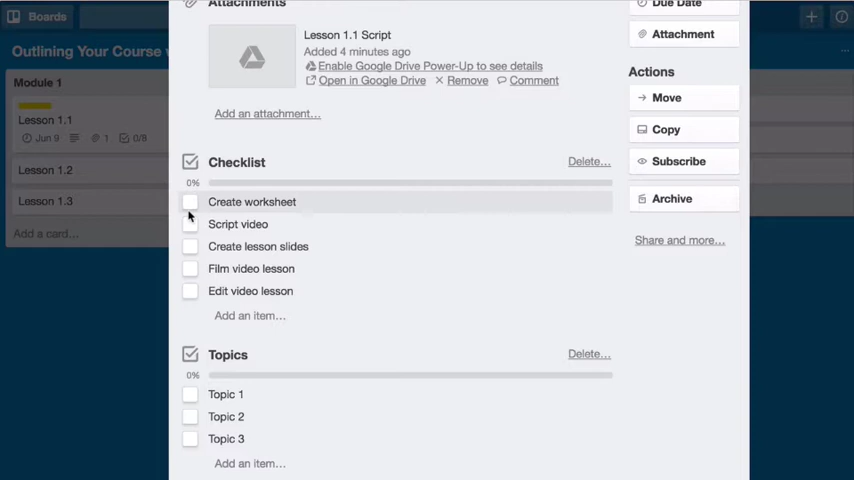 Boards
Outlining Your Course w
Module 1
Lesson 1.1
Jun 9
1
0/8
Lesson 1.2
Lesson 1.3
Add a card…
Attachments
Lesson 1.1 Script
Added 4 minutes ago
Enable Google Drive Power-Up to see details
Open in Google Drive Remove Comment
Add an attachment…
Checklist Delete…
0%
Create worksheet
Script video
Create lesson slides
Film video lesson
Edit video lesson
Add an item…
Topics Delete…
0%
Topic 1
Topic 2
Topic 3
Add an item…
Due Date
Attachment
Actions
Move
Copy
Subscribe
Archive
Share and more…